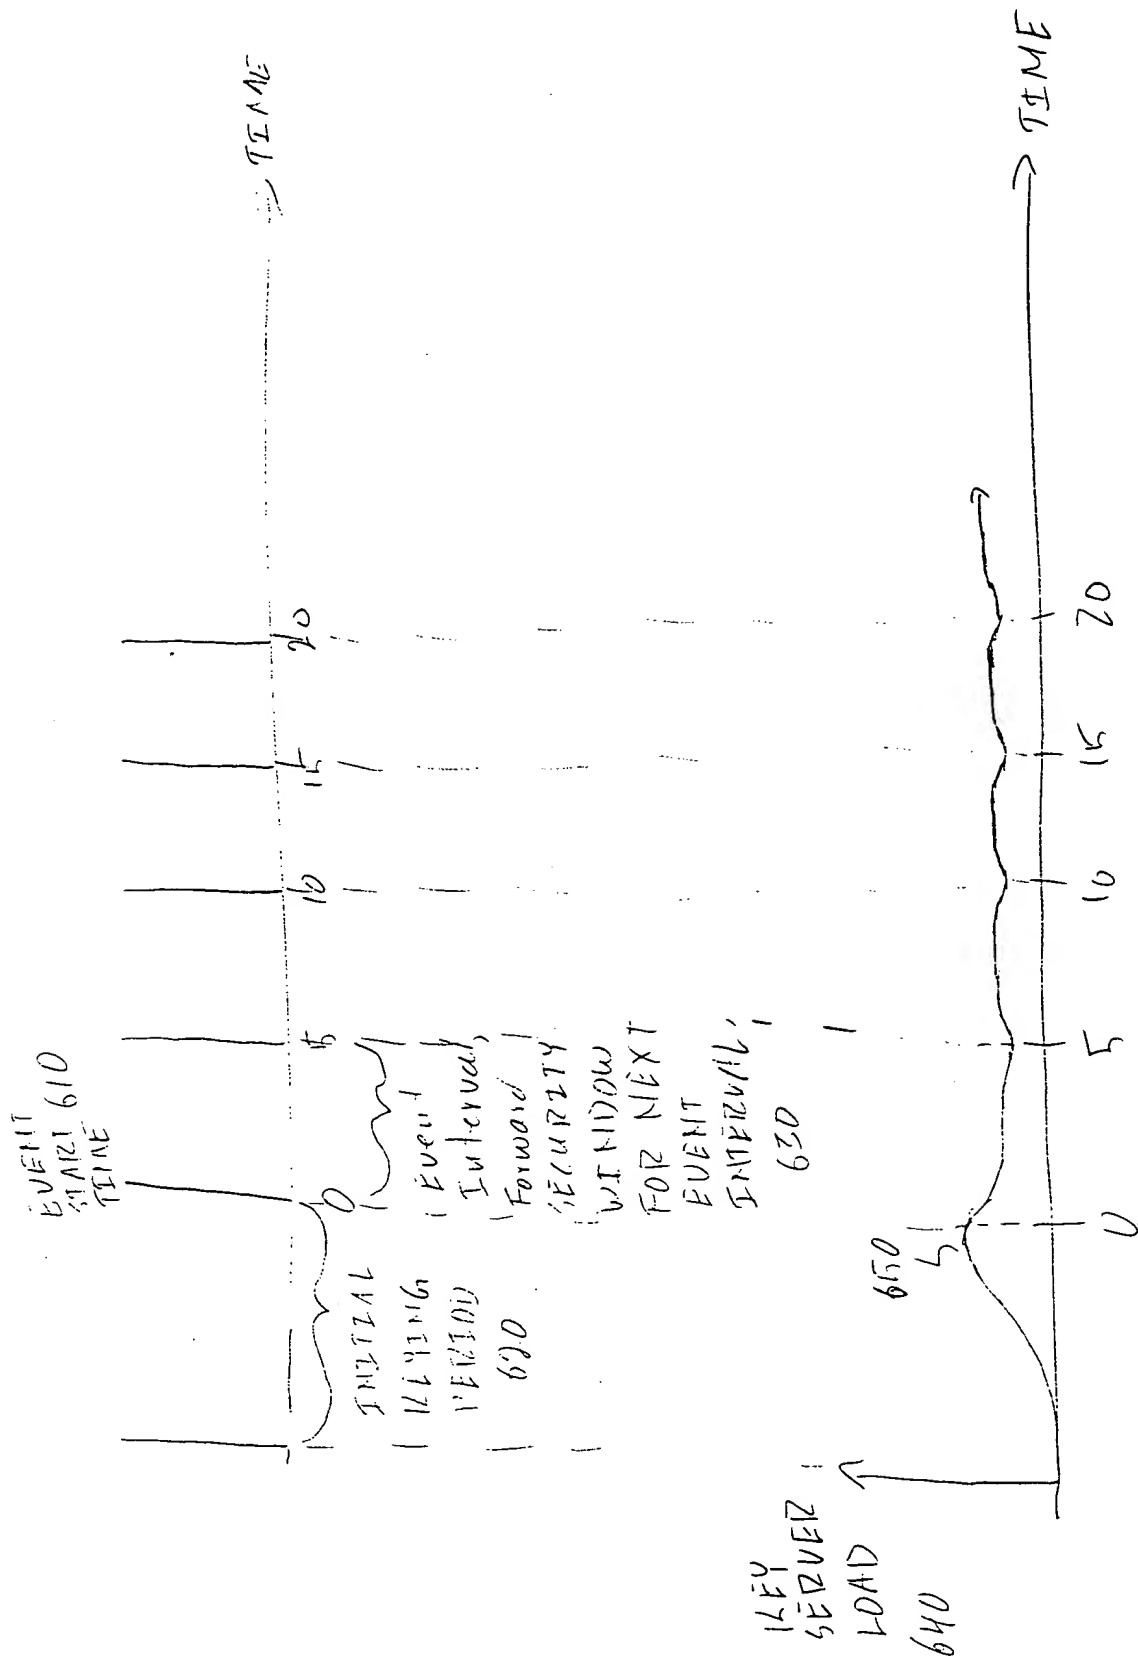 EVENT
START 610
TIME
TIME
0
5
10
15
20
INITIAL
KEYING
PERIOD
620
Event
Interval,
Forward
SECURITY
WINDOW
FOR NEXT
EVENT
INTERVAL,
630
KEY
SERVER
LOAD
640
650
0
5
10
15
20
TIME